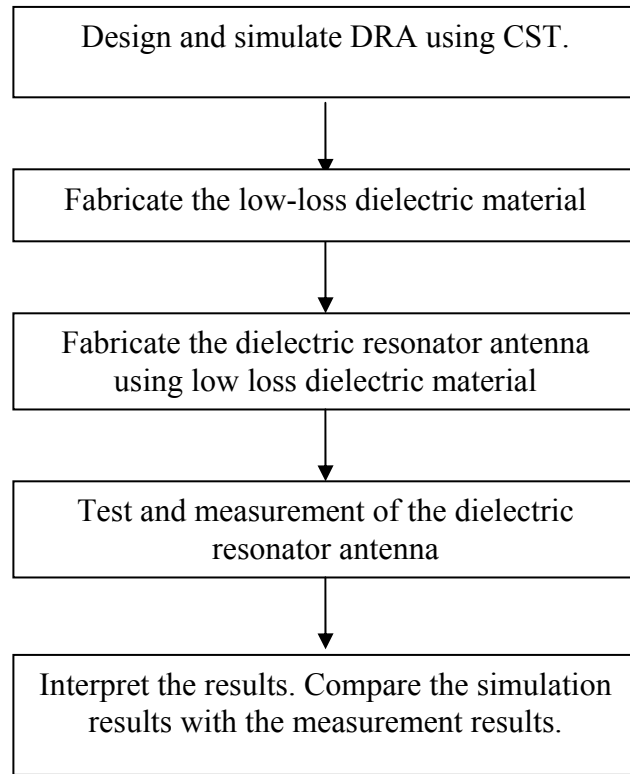 Design and simulate DRA using CST.
Fabricate the low-loss dielectric material
Fabricate the dielectric resonator antenna
using low loss dielectric material
Test and measurement of the dielectric
resonator antenna
Interpret the results. Compare the simulation
results with the measurement results.